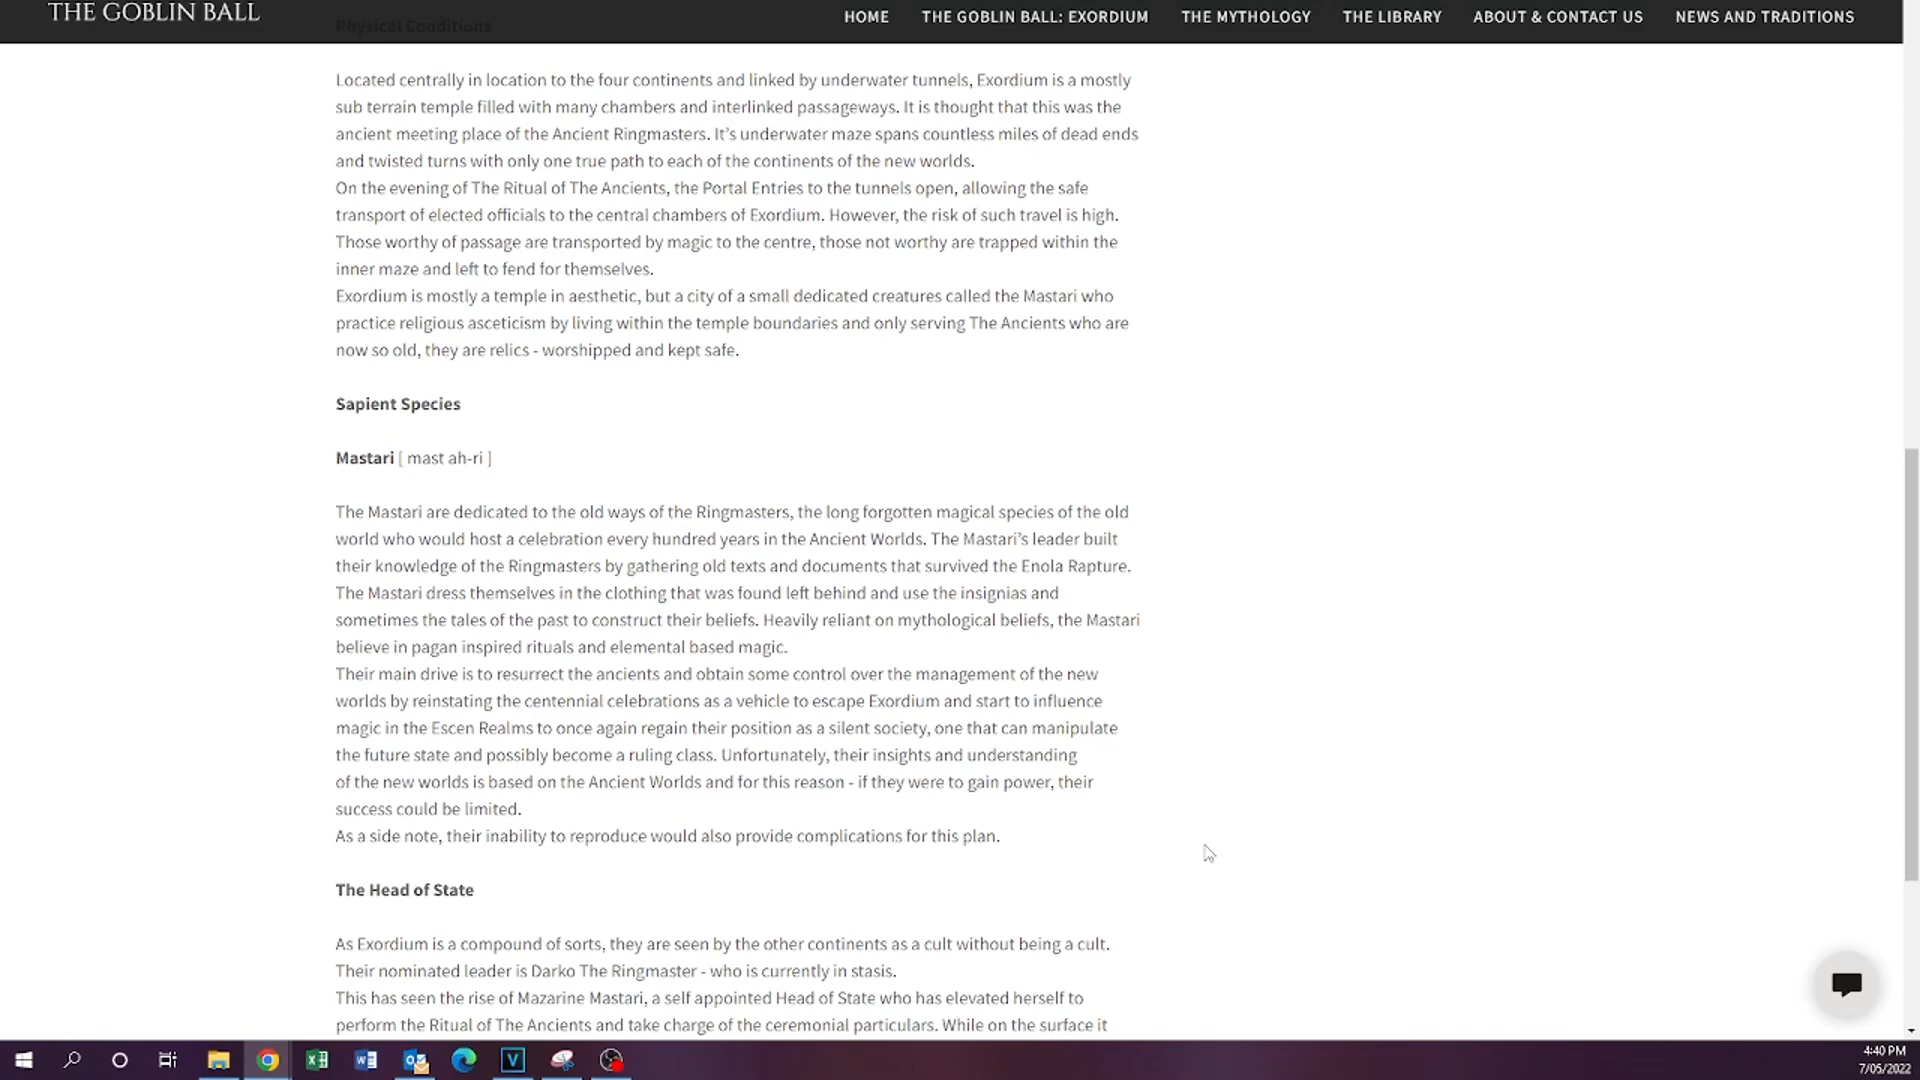 THE GOBLIN BALL
HOME
THE GOBLIN BALL: EXORDIUM
THE MYTHOLOGY
THE LIBRARY
ABOUT & CONTACT US
NEWS AND TRADITIONS
Physical Conditions
Located centrally in location to the four continents and linked by underwater tunnels, Exordium is a mostly
sub terrain temple filled with many chambers and interlinked passageways. It is thought that this was the
ancient meeting place of the Ancient Ringmasters. It’s underwater maze spans countless miles of dead ends
and twisted turns with only one true path to each of the continents of the new worlds.
On the evening of The Ritual of The Ancients, the Portal Entries to the tunnels open, allowing the safe
transport of elected officials to the central chambers of Exordium. However, the risk of such travel is high.
Those worthy of passage are transported by magic to the centre, those not worthy are trapped within the
inner maze and left to fend for themselves.
Exordium is mostly a temple in aesthetic, but a city of a small dedicated creatures called the Mastari who
practice religious asceticism by living within the temple boundaries and only serving The Ancients who are
now so old, they are relics - worshipped and kept safe.
Sapient Species
Mastari [ mast ah-ri ]
The Mastari are dedicated to the old ways of the Ringmasters, the long forgotten magical species of the old
world who would host a celebration every hundred years in the Ancient Worlds. The Mastari’s leader built
their knowledge of the Ringmasters by gathering old texts and documents that survived the Enola Rapture.
The Mastari dress themselves in the clothing that was found left behind and use the insignias and
sometimes the tales of the past to construct their beliefs. Heavily reliant on mythological beliefs, the Mastari
believe in pagan inspired rituals and elemental based magic.
Their main drive is to resurrect the ancients and obtain some control over the management of the new
worlds by reinstating the centennial celebrations as a vehicle to escape Exordium and start to influence
magic in the Escen Realms to once again regain their position as a silent society, one that can manipulate
the future state and possibly become a ruling class. Unfortunately, their insights and understanding
of the new worlds is based on the Ancient Worlds and for this reason - if they were to gain power, their
success could be limited.
As a side note, their inability to reproduce would also provide complications for this plan.
The Head of State
As Exordium is a compound of sorts, they are seen by the other continents as a cult without being a cult.
Their nominated leader is Darko The Ringmaster - who is currently in stasis.
This has seen the rise of Mazarine Mastari, a self appointed Head of State who has elevated herself to
perform the Ritual of The Ancients and take charge of the ceremonial particulars. While on the surface it
4:40 PM
7/05/2022